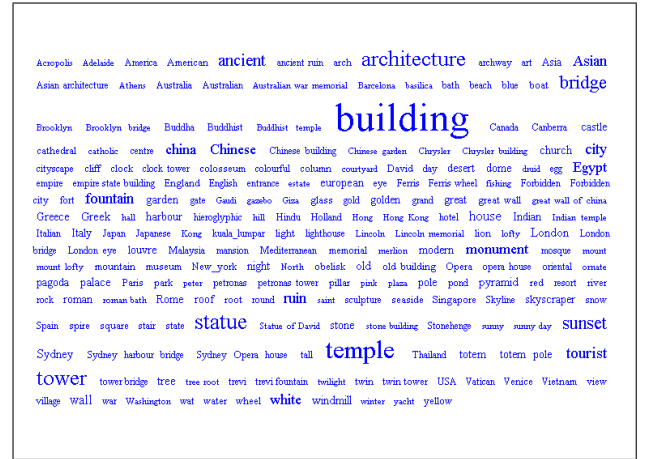 Acropolis Adelaide America American ancient ancient ruin arch architecture archway art Asia Asian
Asian architecture Athens Australia Australian Australian war memorial Barcelona basilica bath beach blue boat bridge
Brooklyn Brooklyn bridge Buddha Buddhist Buddhist temple building Canada Canberra castle
cathedral catholic centre china Chinese Chinese building Chinese garden Chrysler Chrysler building church city
cityscape cliff clock clock tower colosseum colourful column courtyard David day desert dome druid egg Egypt
empire empire state building England English entrance estate european eye Ferris Ferris wheel fishing Forbidden Forbidden
city fort fountain garden gate Gaudi gazebo Giza glass gold golden grand great great wall great wall of china
Greece Greek hall harbour hieroglyphic hill Hindu Holland Hong Hong Kong hotel house Indian Indian temple
Italian Italy Japan Japanese Kong kuala_lumpar light lighthouse Lincoln Lincoln memorial lion lofty London London
bridge London eye louvre Malaysia mansion Mediterranean memorial merlion modern monument mosque mount
mount lofty mountain museum New_york night North obelisk old old building Opera opera house oriental ornate
pagoda palace Paris park peter petronas petronas tower pillar pink plaza pole pond pyramid red resort river
rock roman roman bath Rome roof root round ruin saint sculpture seaside Singapore Skyline skyscraper snow
Spain spire square stair state statue Statue of David stone stone building Stonehenge sunny sunny day sunset
Sydney Sydney harbour bridge Sydney Opera house tall temple Thailand totem totem pole tourist
tower tower bridge tree tree root trevi trevi fountain twilight twin twin tower USA Vatican Venice Vietnam view
village wall war Washington wat water wheel white windmill winter yacht yellow